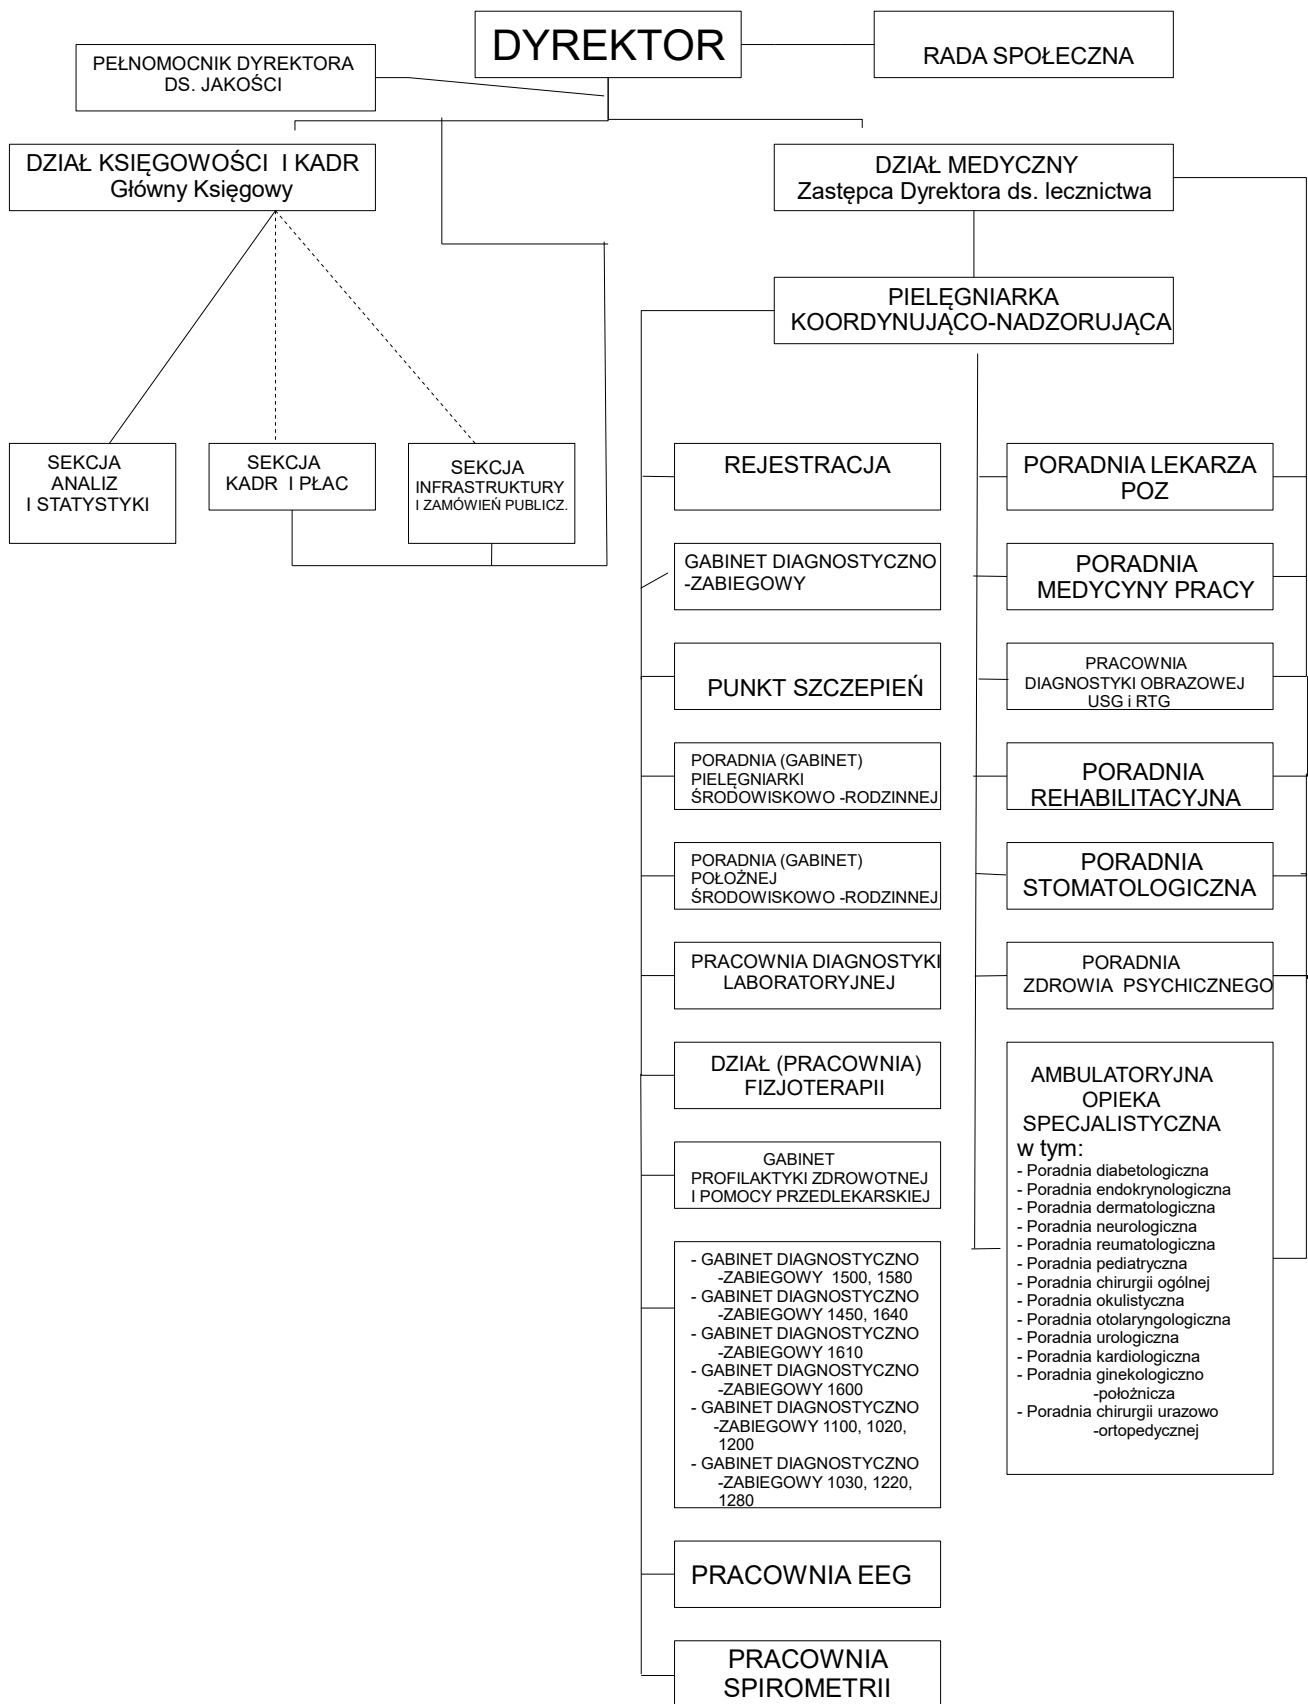 DYREKTOR
RADA SPOŁECZNA
PEŁNOMOCNIK DYREKTORA
DS. JAKOŚCI
DZIAŁ KSIĘGOWOŚCI I KADR
Główny Księgowy
DZIAŁ MEDYCZNY
Zastępca Dyrektora ds. lecznictwa
PIELĘGNIARKA
KOORDYNUJĄCO-NADZORUJĄCA
SEKCJA
ANALIZ
I STATYSTYKI
SEKCJA
KADR I PŁAC
SEKCJA
INFRASTRUKTURY
I ZAMÓWIEŃ PUBLICZ.
REJESTRACJA
GABINET DIAGNOSTYCZNO
-ZABIEGOWY
PUNKT SZCZEPIEŃ
PORADNIA (GABINET)
PIELĘGNIARKI
ŚRODOWISKOWO -RODZINNEJ
PORADNIA (GABINET)
POŁOŻNEJ
ŚRODOWISKOWO -RODZINNEJ
PRACOWNIA DIAGNOSTYKI
LABORATORYJNEJ
DZIAŁ (PRACOWNIA)
FIZJOTERAPII
GABINET
PROFILAKTYKI ZDROWOTNEJ
I POMOCY PRZEDLEKARSKIEJ
- GABINET DIAGNOSTYCZNO
-ZABIEGOWY 1500, 1580
- GABINET DIAGNOSTYCZNO
-ZABIEGOWY 1450, 1640
- GABINET DIAGNOSTYCZNO
-ZABIEGOWY 1610
- GABINET DIAGNOSTYCZNO
-ZABIEGOWY 1600
- GABINET DIAGNOSTYCZNO
-ZABIEGOWY 1100, 1020,
1200
- GABINET DIAGNOSTYCZNO
-ZABIEGOWY 1030, 1220,
1280
PRACOWNIA EEG
PRACOWNIA
SPIROMETRII
PORADNIA LEKARZA
POZ
PORADNIA
MEDYCYNY PRACY
PRACOWNIA
DIAGNOSTYKI OBRAZOWEJ
USG i RTG
PORADNIA
REHABILITACYJNA
PORADNIA
STOMATOLOGICZNA
PORADNIA
ZDROWIA PSYCHICZNEGO
AMBULATORYJNA
OPIEKA
SPECJALISTYCZNA
w tym:
- Poradnia diabetologiczna
- Poradnia endokrynologiczna
- Poradnia dermatologiczna
- Poradnia neurologiczna
- Poradnia reumatologiczna
- Poradnia pediatryczna
- Poradnia chirurgii ogólnej
- Poradnia okulistyczna
- Poradnia otolaryngologiczna
- Poradnia urologiczna
- Poradnia kardiologiczna
- Poradnia ginekologiczno
-położnicza
- Poradnia chirurgii urazowo
-ortopedycznej